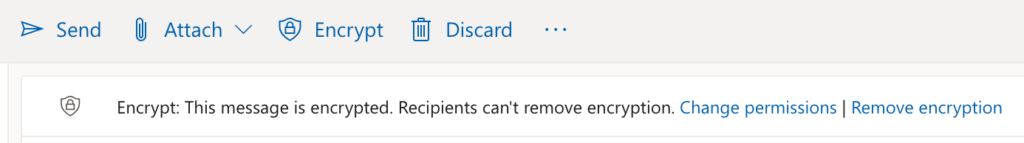 Send Attach Encrypt Discard ...
Encrypt: This message is encrypted. Recipients can't remove encryption. Change permissions | Remove encryption